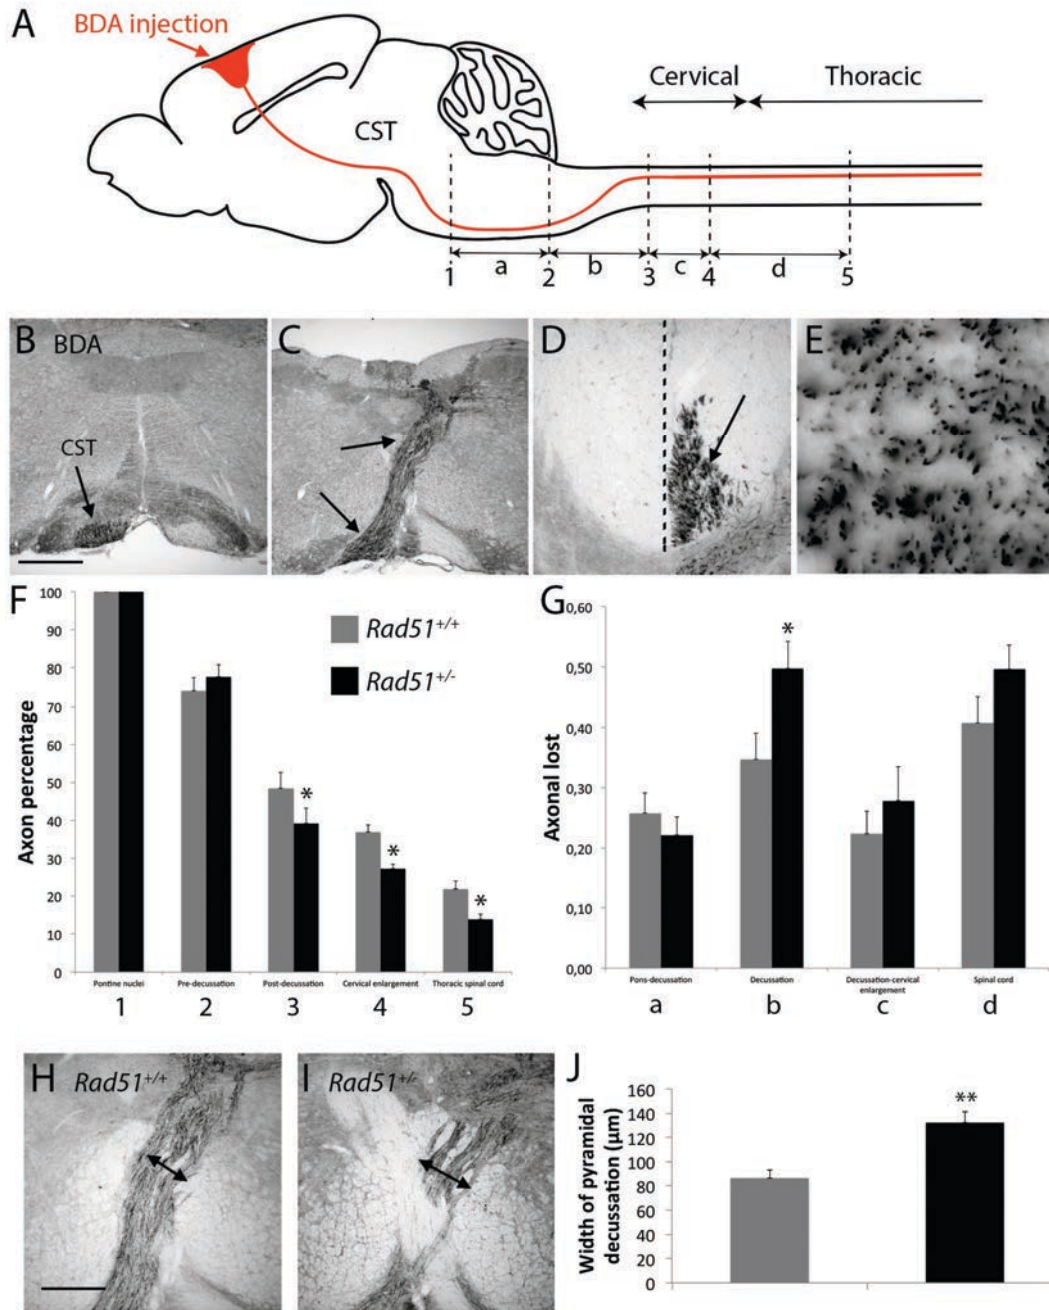 A
BDA injection
CST
Cervical
Thoracic
1
a
2
b
3
c
4
d
5
B
BDA
CST
C
D
E
F
Axon percentage
100
90
80
70
60
50
40
30
20
10
0
Rad51+/+
Rad51+/-
*
*
*
Pontine nuclei
Pre-decussation
Post-decussation
Cervical enlargement
Thoracic spinal cord
1
2
3
4
5
G
Axonal lost
0,60
0,50
0,40
0,30
0,20
0,10
0,00
*
Pons-decussation
Decussation
Decussation-cervical
enlargement
Spinal cord
a
b
c
d
H
Rad51+/+
I
Rad51+/-
J
Width of pyramidal
decussation (µm)
160
140
120
100
80
60
40
20
0
**